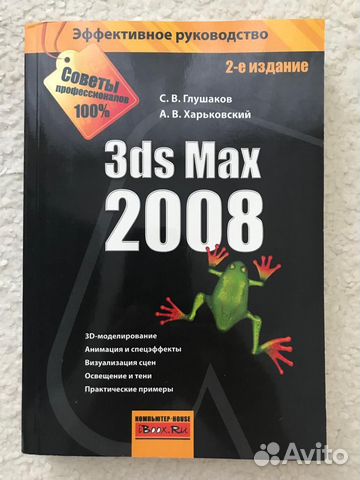 Эффективное руководство
Советы
профессионалов
100%
2-е издание
С. В. Глушаков
А. В. Харьковский
3ds Max
2008
3D-моделирование
Анимация и спецэффекты
Визуализация сцен
Освещение и тени
Практические примеры
КОМПЬЮТЕР-HOUSE
iBook.Ru
Avito